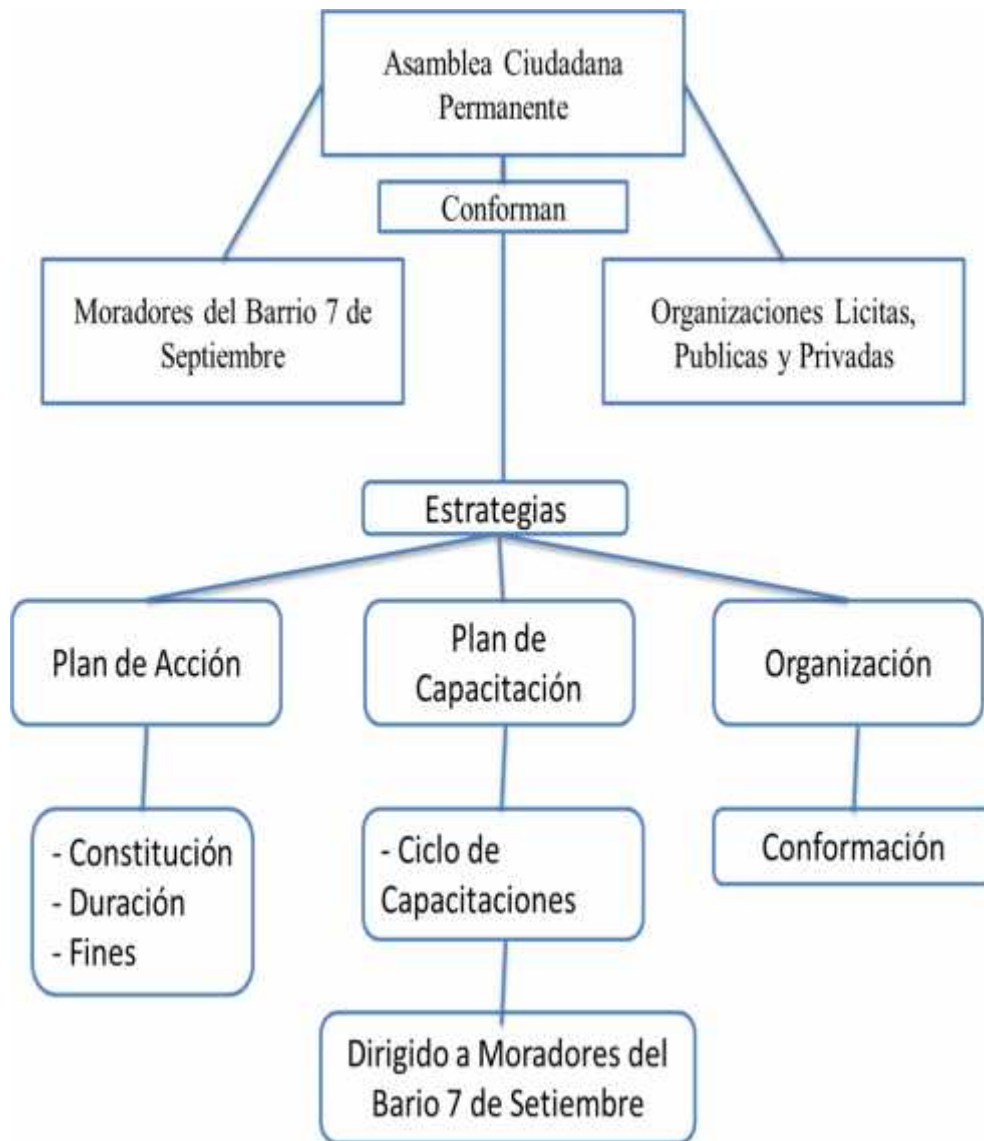 Asamblea Ciudadana
Permanente
Conforman
Moradores del Barrio 7 de
Septiembre
Organizaciones Licitas,
Publicas y Privadas
Estrategias
Plan de Acción
Plan de
Capacitación
Organización
- Constitución
- Duración
- Fines
- Ciclo de
Capacitaciones
Conformación
Dirigido a Moradores del
Bario 7 de Setiembre